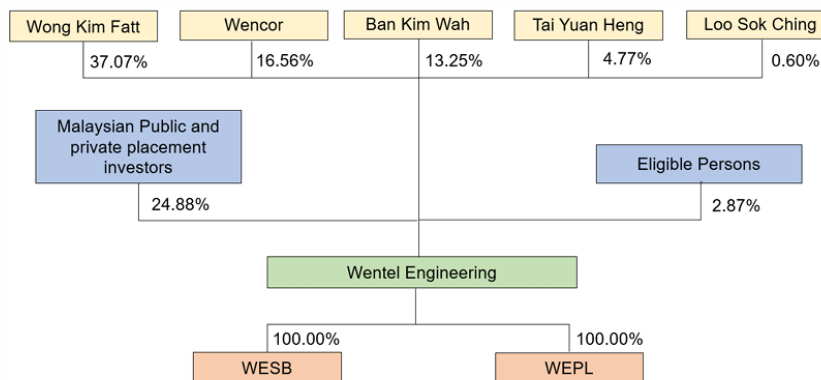 Wong Kim Fatt
Wencor
Ban Kim Wah
Tai Yuan Heng
Loo Sok Ching
37.07%
16.56%
13.25%
4.77%
0.60%
Malaysian Public and
private placement
investors
Eligible Persons
24.88%
2.87%
Wentel Engineering
100.00%
100.00%
WESB
WEPL